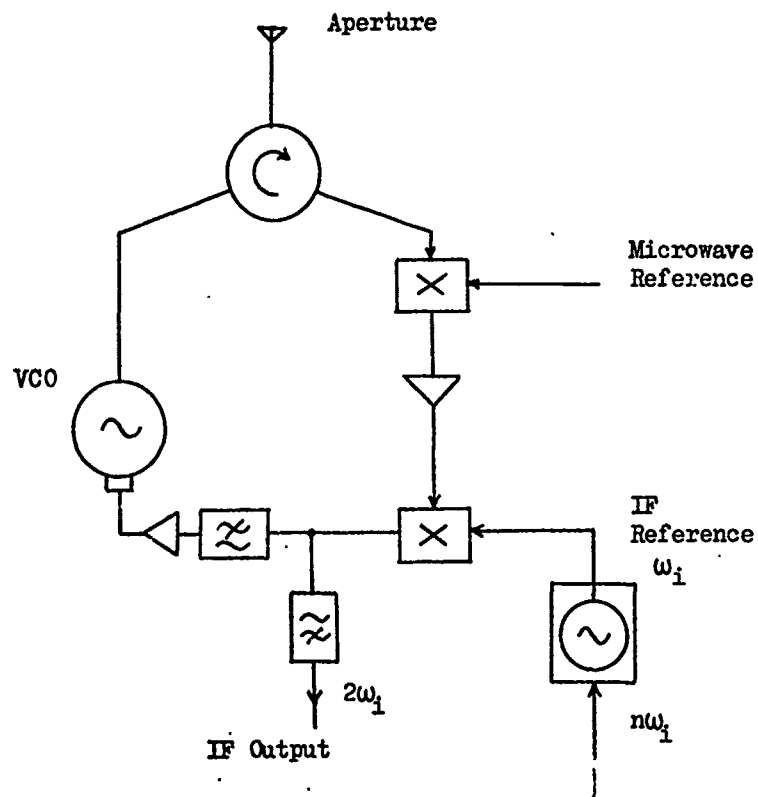 Aperture
Microwave
Reference
VCO
IF
Reference
ωi
2ωi
nωi
IF Output